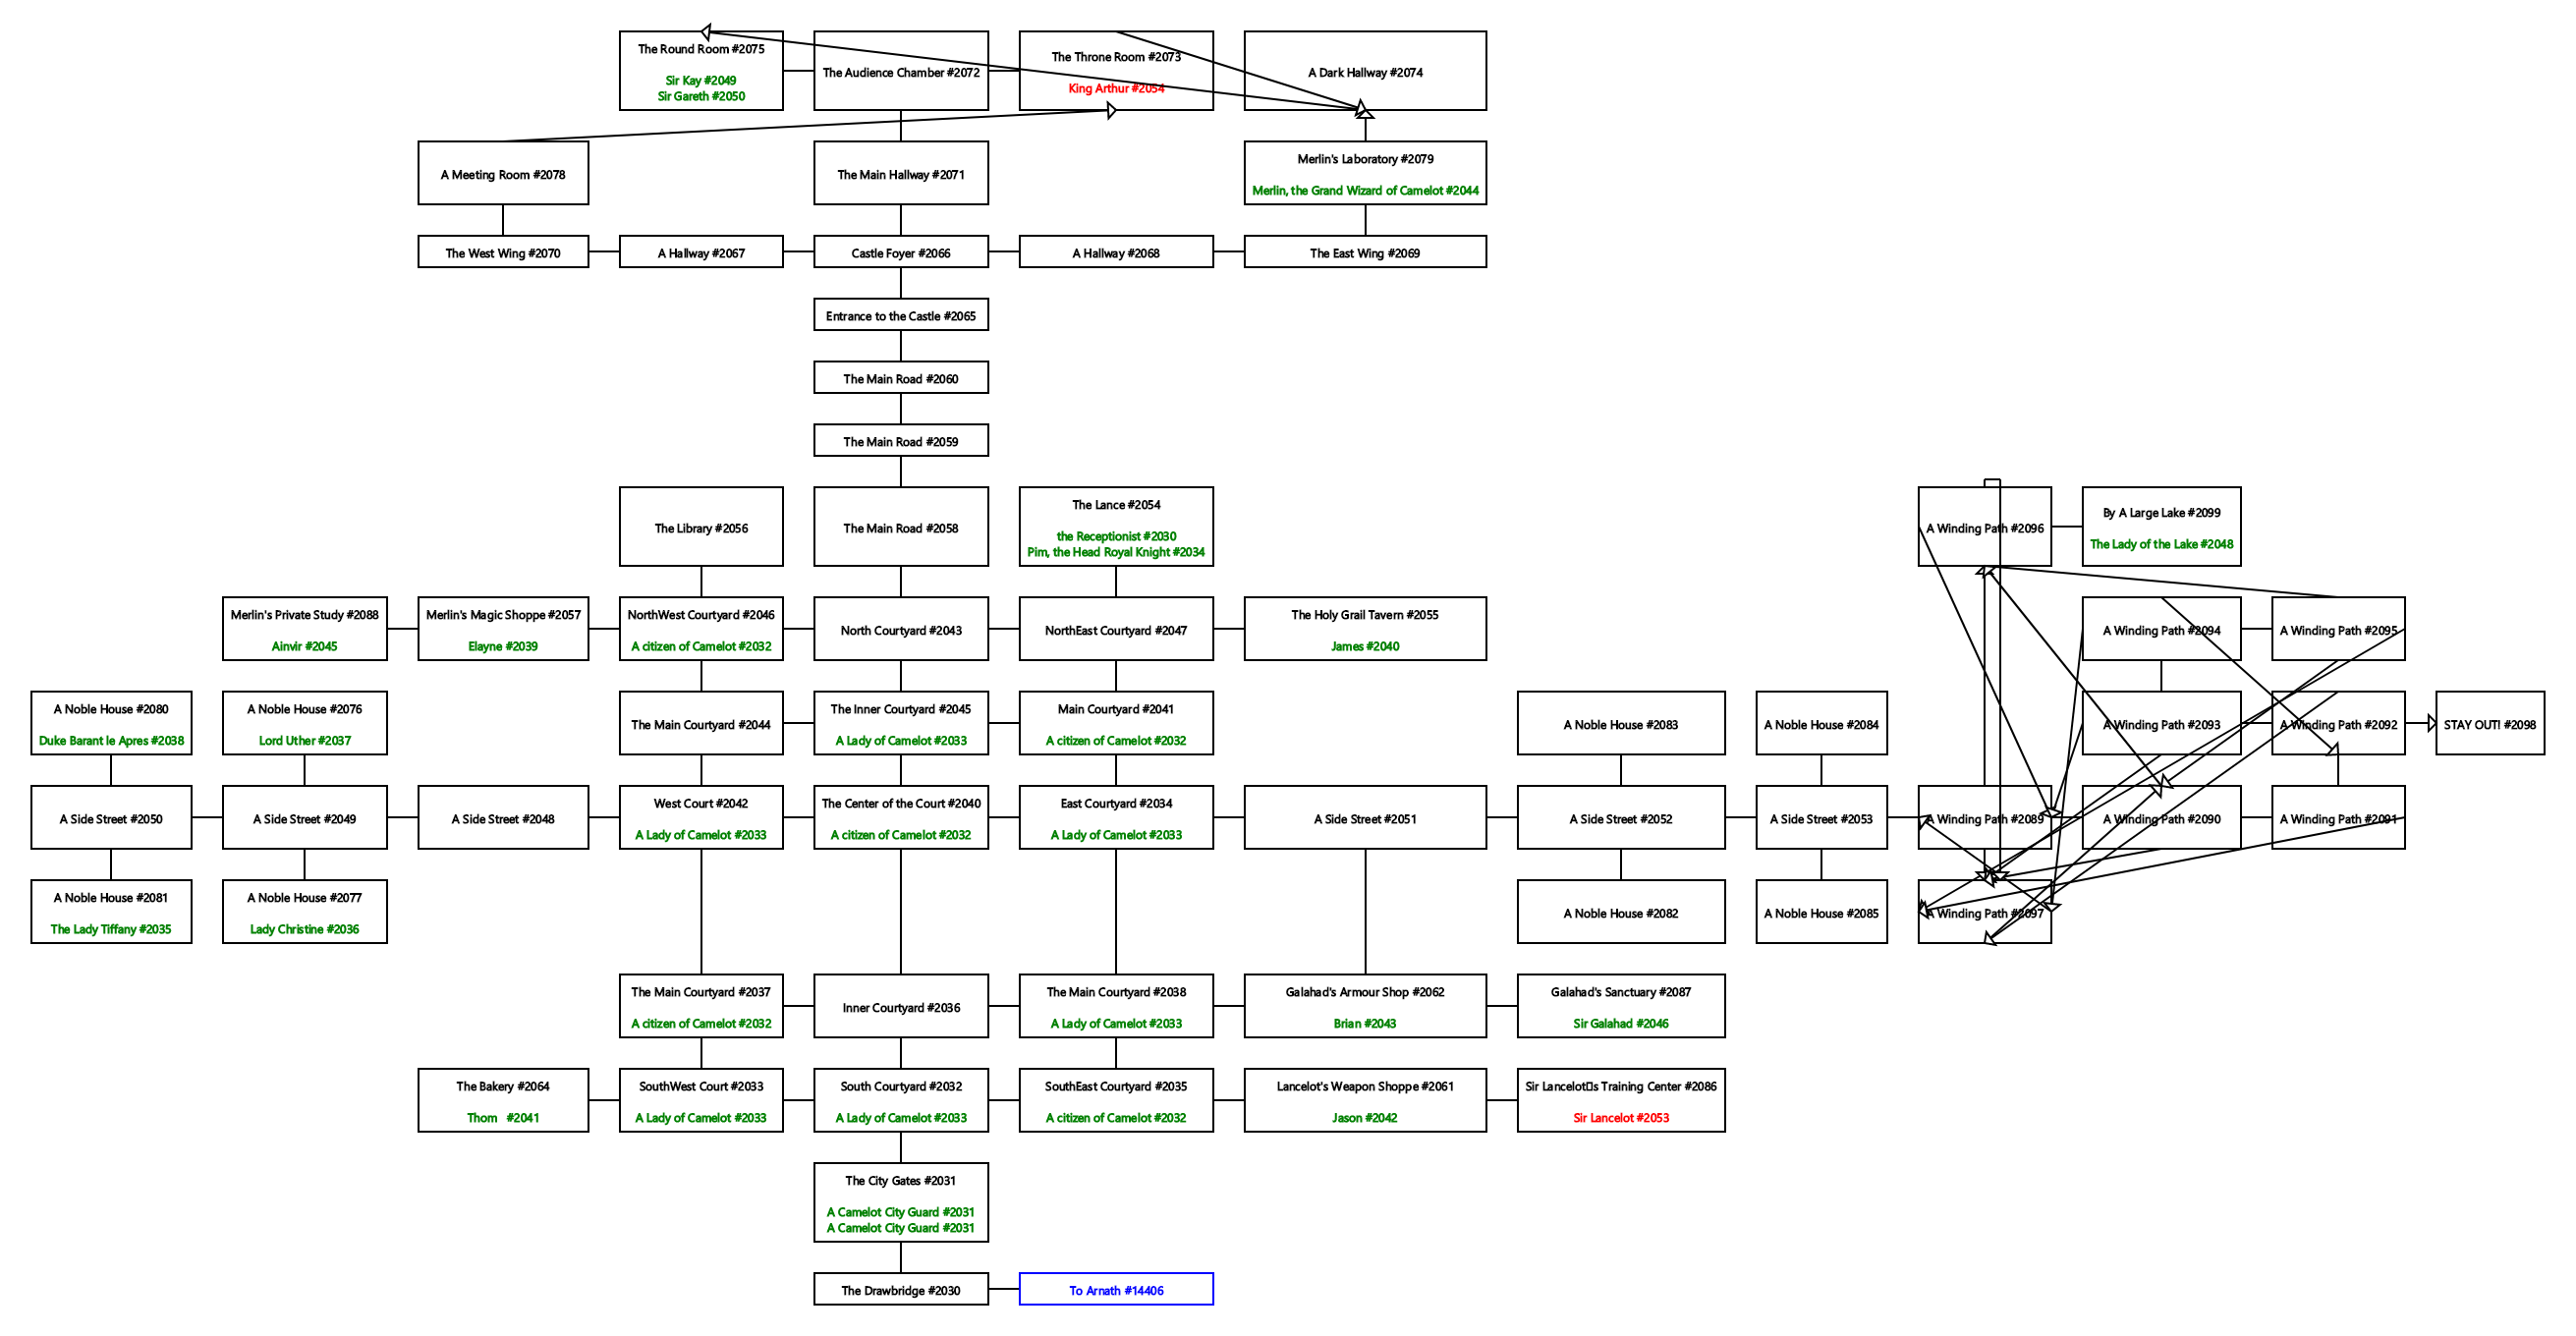 The Round Room #2075
Sir Kay #2049
Sir Gareth #2050
The Audience Chamber #2072
The Throne Room #2073
King Arthur #2054
A Dark Hallway #2074
A Meeting Room #2078
The Main Hallway #2071
Merlin's Laboratory #2079
Merlin, the Grand Wizard of Camelot #2044
The West Wing #2070
A Hallway #2067
Castle Foyer #2066
A Hallway #2068
The East Wing #2069
Entrance to the Castle #2065
The Main Road #2060
The Main Road #2059
The Library #2056
The Main Road #2058
The Lance #2054
the Receptionist #2030
Pim, the Head Royal Knight #2034
A Winding Path #2096
By A Large Lake #2099
The Lady of the Lake #2048
Merlin's Private Study #2088
Ainvir #2045
Merlin's Magic Shoppe #2057
Elayne #2039
NorthWest Courtyard #2046
A citizen of Camelot #2032
North Courtyard #2043
NorthEast Courtyard #2047
The Holy Grail Tavern #2055
James #2040
A Winding Path #2094
A Winding Path #2095
A Noble House #2080
Duke Barant le Apres #2038
A Noble House #2076
Lord Uther #2037
The Main Courtyard #2044
The Inner Courtyard #2045
A Lady of Camelot #2033
Main Courtyard #2041
A citizen of Camelot #2032
A Noble House #2083
A Noble House #2084
A Winding Path #2093
A Winding Path #2092
STAY OUT! #2098
A Side Street #2050
A Side Street #2049
A Side Street #2048
West Court #2042
A Lady of Camelot #2033
The Center of the Court #2040
A citizen of Camelot #2032
East Courtyard #2034
A Lady of Camelot #2033
A Side Street #2051
A Side Street #2052
A Side Street #2053
A Winding Path #2089
A Winding Path #2090
A Winding Path #2091
A Noble House #2081
The Lady Tiffany #2035
A Noble House #2077
Lady Christine #2036
A Noble House #2082
A Noble House #2085
A Winding Path #2097
The Main Courtyard #2037
A citizen of Camelot #2032
Inner Courtyard #2036
The Main Courtyard #2038
A Lady of Camelot #2033
Galahad's Armour Shop #2062
Brian #2043
Galahad's Sanctuary #2087
Sir Galahad #2046
The Bakery #2064
Thom #2041
SouthWest Court #2033
A Lady of Camelot #2033
South Courtyard #2032
A Lady of Camelot #2033
SouthEast Courtyard #2035
A citizen of Camelot #2032
Lancelot's Weapon Shoppe #2061
Jason #2042
Sir Lancelot□s Training Center #2086
Sir Lancelot #2053
The City Gates #2031
A Camelot City Guard #2031
A Camelot City Guard #2031
The Drawbridge #2030
To Arnath #14406